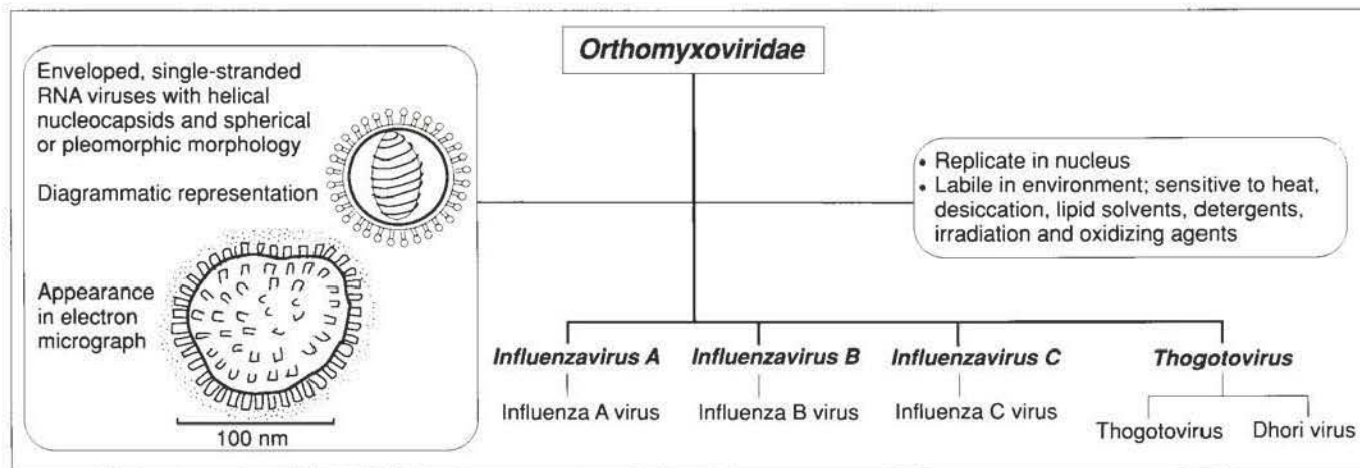 Orthomyxoviridae
Enveloped, single-stranded
RNA viruses with helical
nucleocapsids and spherical
or pleomorphic morphology
Diagrammatic representation
Appearance
in electron
micrograph
100 nm
• Replicate in nucleus
• Labile in environment; sensitive to heat,
desiccation, lipid solvents, detergents,
irradiation and oxidizing agents
Influenzavirus A
Influenzavirus B
Influenzavirus C
Thogotovirus
Influenza A virus
Influenza B virus
Influenza C virus
Thogotovirus
Dhori virus